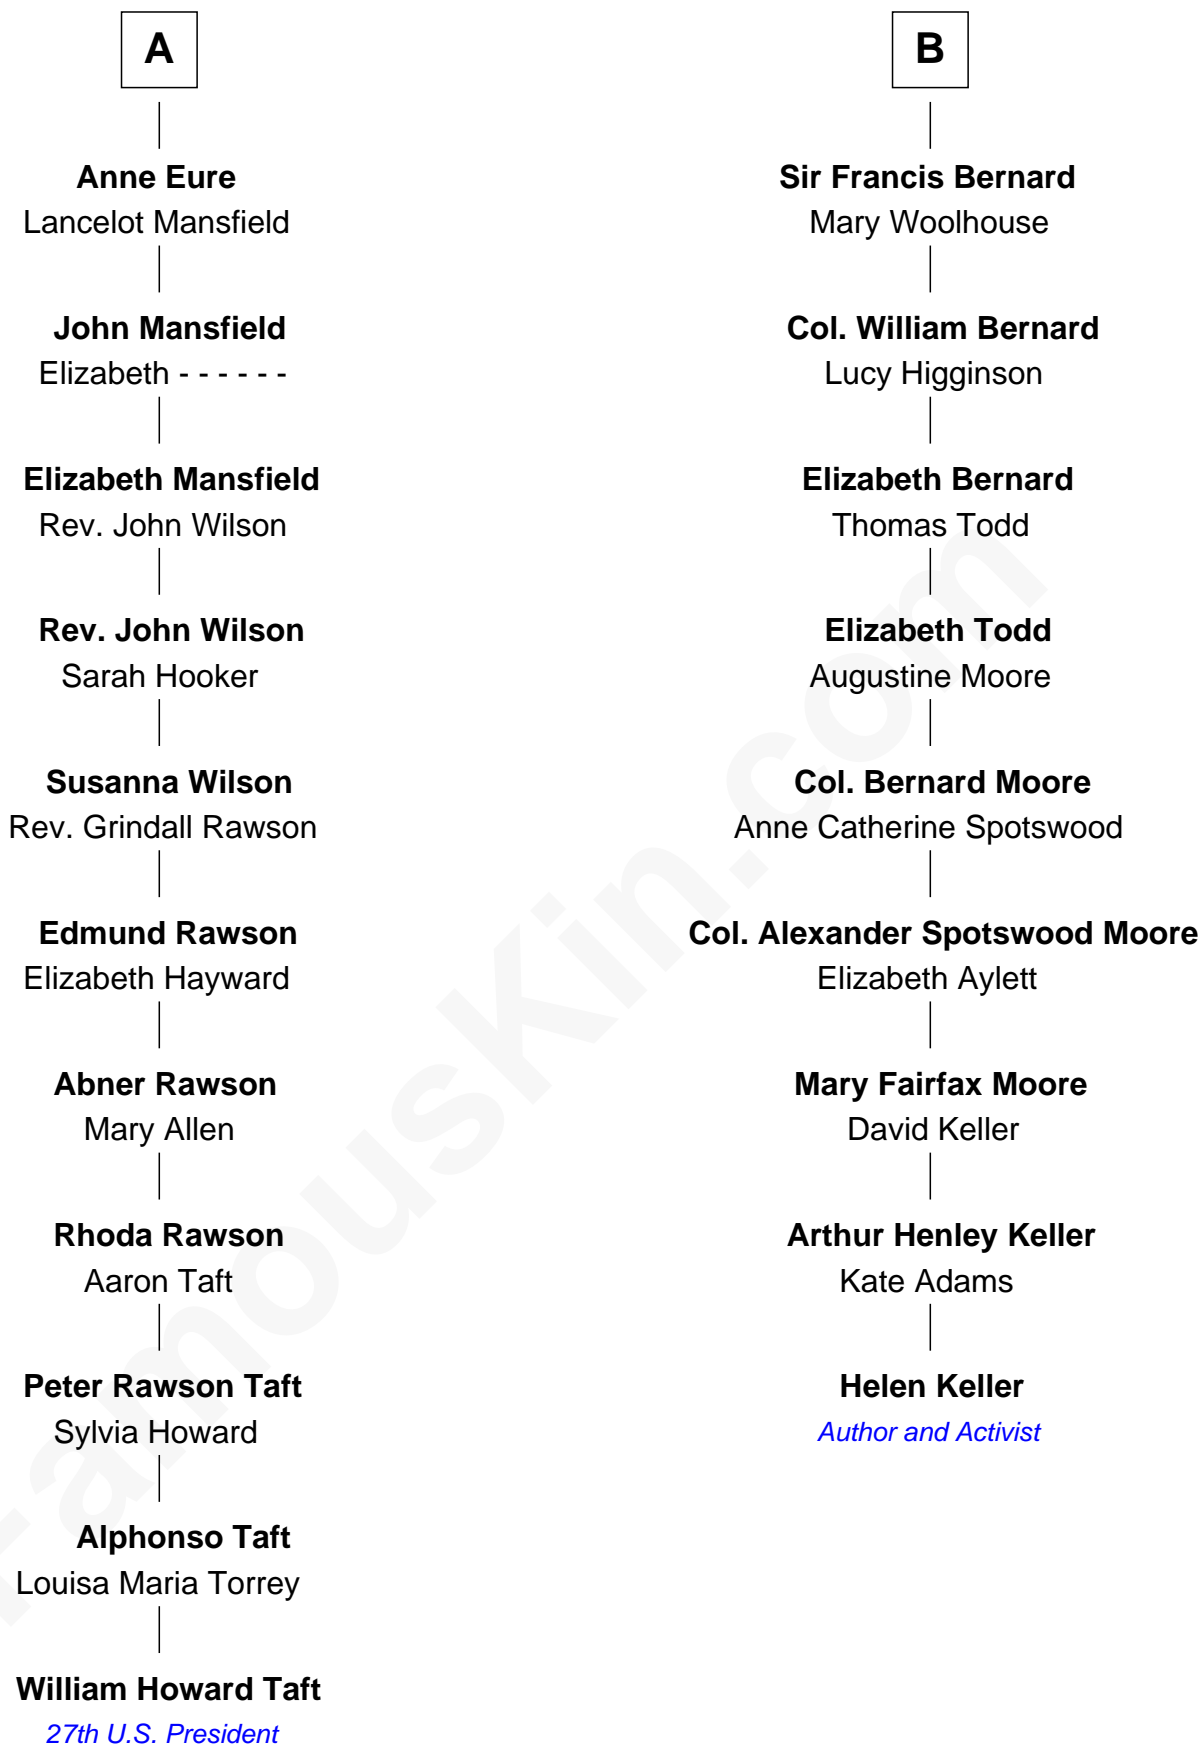 A
Anne Eure
Lancelot Mansfield
John Mansfield
Elizabeth - - - - - -
Elizabeth Mansfield
Rev. John Wilson
Rev. John Wilson
Sarah Hooker
Susanna Wilson
Rev. Grindall Rawson
Edmund Rawson
Elizabeth Hayward
Abner Rawson
Mary Allen
Rhoda Rawson
Aaron Taft
Peter Rawson Taft
Sylvia Howard
Alphonso Taft
Louisa Maria Torrey
William Howard Taft
27th U.S. President
B
Sir Francis Bernard
Mary Woolhouse
Col. William Bernard
Lucy Higginson
Elizabeth Bernard
Thomas Todd
Elizabeth Todd
Augustine Moore
Col. Bernard Moore
Anne Catherine Spotswood
Col. Alexander Spotswood Moore
Elizabeth Aylett
Mary Fairfax Moore
David Keller
Arthur Henley Keller
Kate Adams
Helen Keller
Author and Activist
FamousKin.com